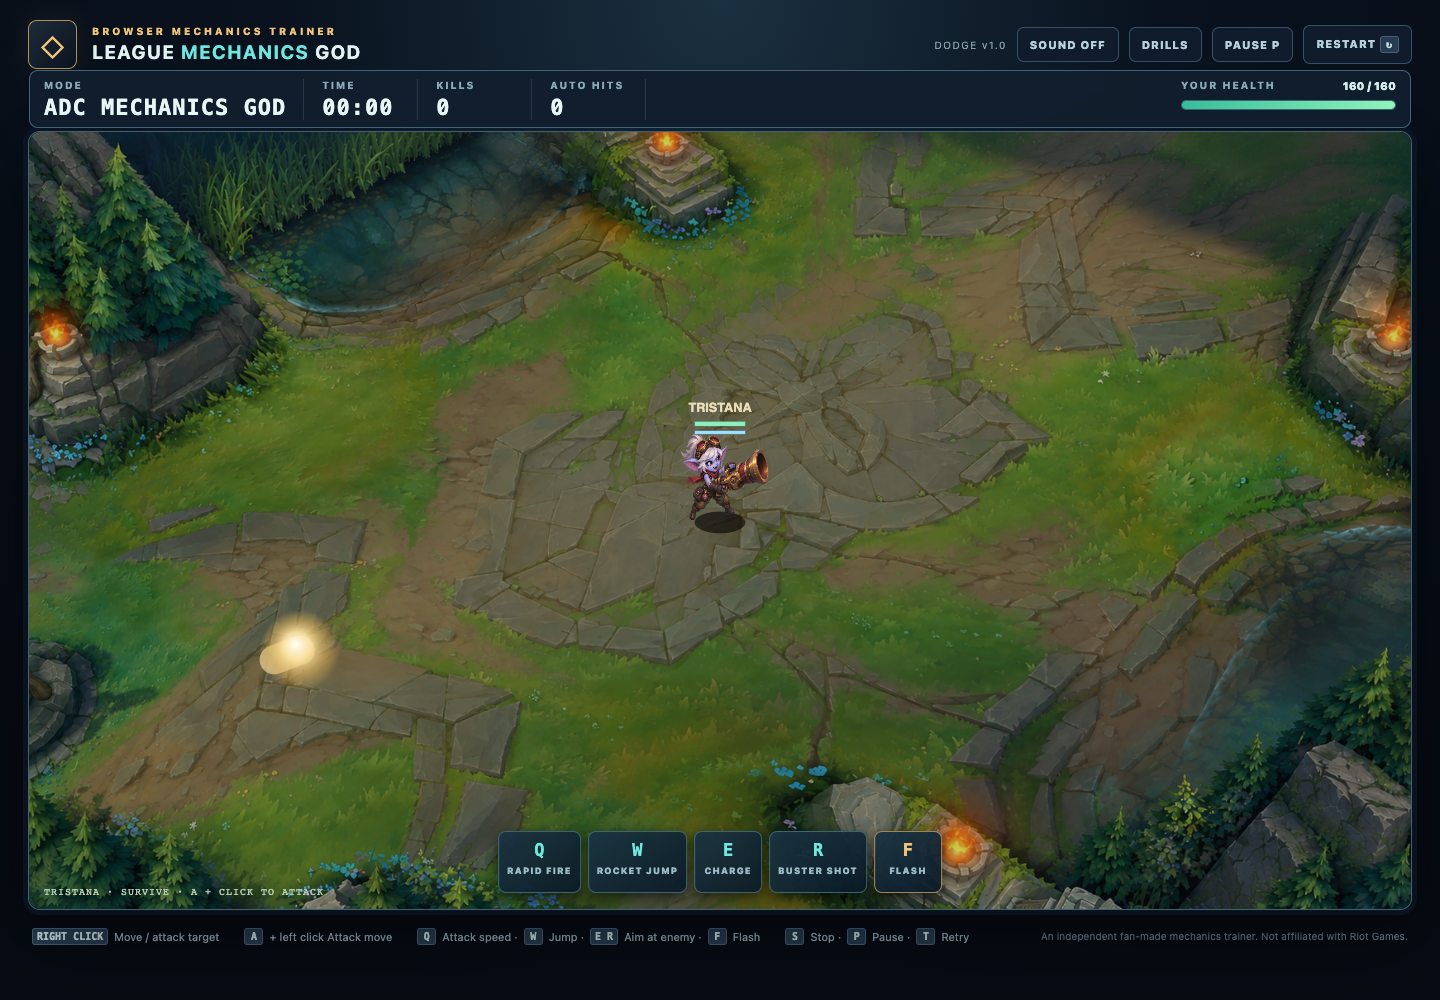 BROWSER MECHANICS TRAINER
LEAGUE MECHANICS GOD
DODGE v1.0
SOUND OFF
DRILLS
PAUSE P
RESTART ↻
MODE
ADC MECHANICS GOD
TIME
00:00
KILLS
0
AUTO HITS
0
YOUR HEALTH
160 / 160
TRISTANA
Q
RAPID FIRE
W
ROCKET JUMP
E
CHARGE
R
BUSTER SHOT
F
FLASH
TRISTANA · SURVIVE · A + CLICK TO ATTACK
RIGHT CLICK Move / attack target A + left click Attack move Q Attack speed · W Jump · E R Aim at enemy · F Flash S Stop · P Pause · T Retry
An independent fan-made mechanics trainer. Not affiliated with Riot Games.